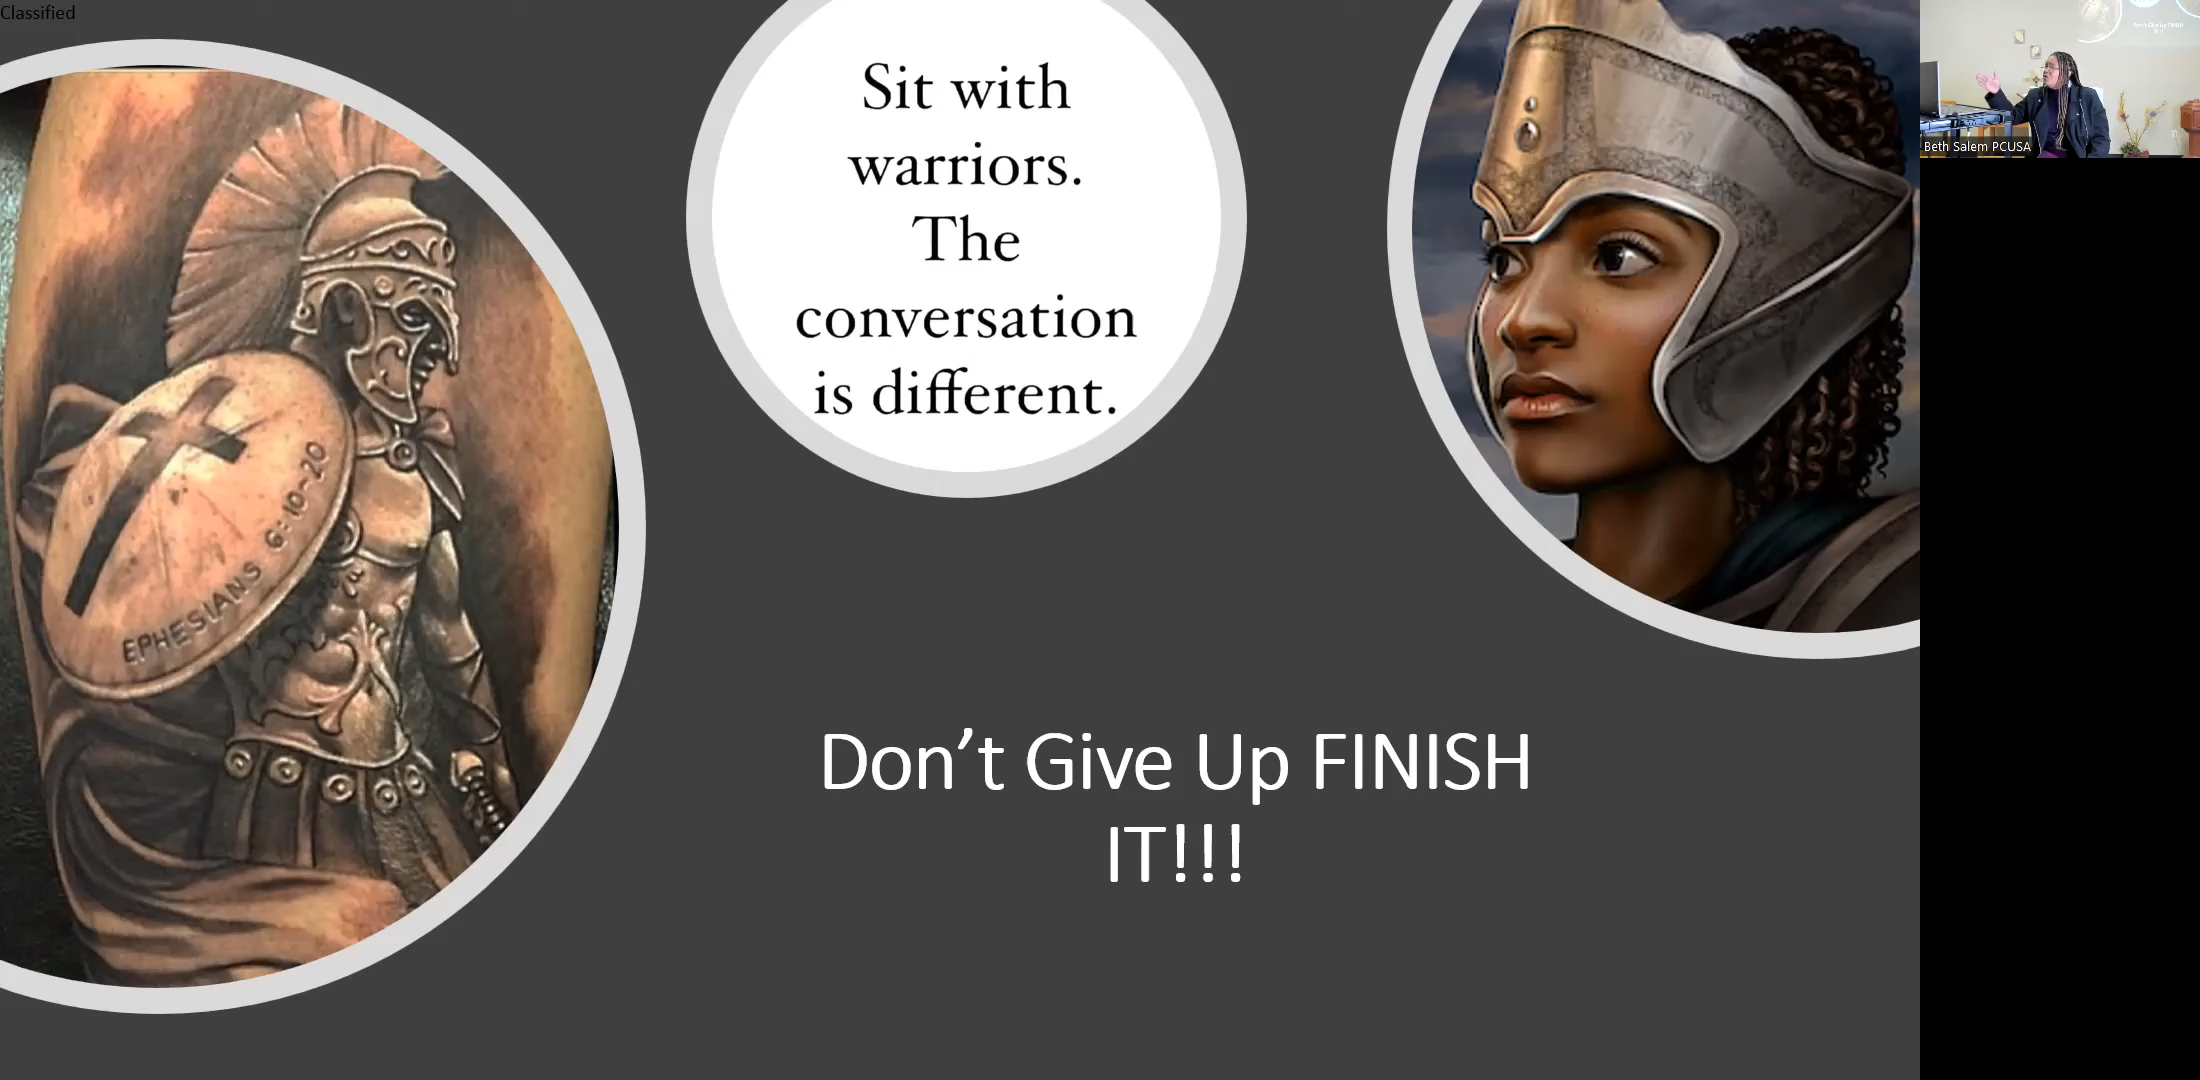 Classified
Sit with
warriors.
The
conversation
is different.
EPHESIANS 6:10-20
Don’t Give Up FINISH
IT!!!
Beth Salem PCUSA